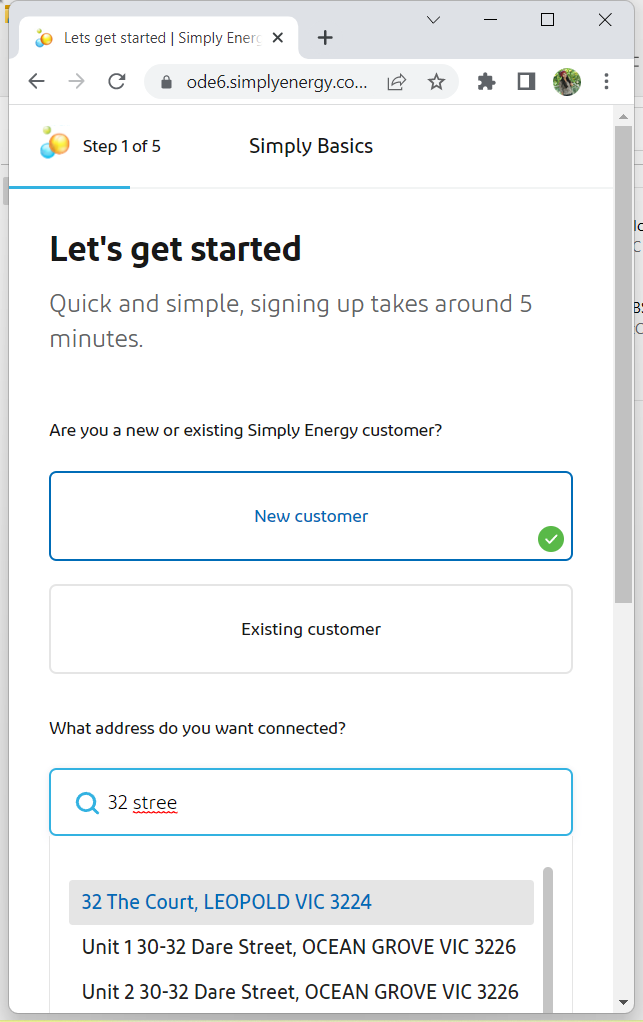 Lets get started | Simply Energ
ode6.simplyenergy.co...
Step 1 of 5
Simply Basics
Let's get started
Quick and simple, signing up takes around 5
minutes.
Are you a new or existing Simply Energy customer?
New customer
Existing customer
What address do you want connected?
32 stree
32 The Court, LEOPOLD VIC 3224
Unit 1 30-32 Dare Street, OCEAN GROVE VIC 3226
Unit 2 30-32 Dare Street, OCEAN GROVE VIC 3226